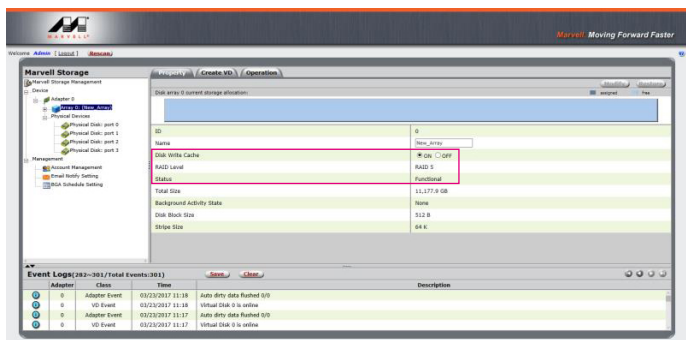 MARVELL
Marvell. Moving Forward Faster
Welcome Admin [ Logout ] Rescan
Marvell Storage
Marvell Storage Management
Device
Adapter 0
Array 0: [New_Array]
Physical Devices
Physical Disk: port 0
Physical Disk: port 1
Physical Disk: port 2
Physical Disk: port 3
Management
Account Management
Email Notify Setting
BGA Schedule Setting
Property Create VD Operation
Modify Restore
Disk array 0 current storage allocation: assigned free
ID 0
Name New_Array
Disk Write Cache ON OFF
RAID Level RAID 5
Status Functional
Total Size 11,177.9 GB
Background Activity State None
Disk Block Size 512 B
Stripe Size 64 K
Event Logs(282~301/Total Events:301) Save Clear
Adapter Class Time Description
0 Adapter Event 03/23/2017 11:18 Auto dirty data flushed 0/0
0 VD Event 03/23/2017 11:18 Virtual Disk 0 is online
0 Adapter Event 03/23/2017 11:17 Auto dirty data flushed 0/0
0 VD Event 03/23/2017 11:17 Virtual Disk 0 is online